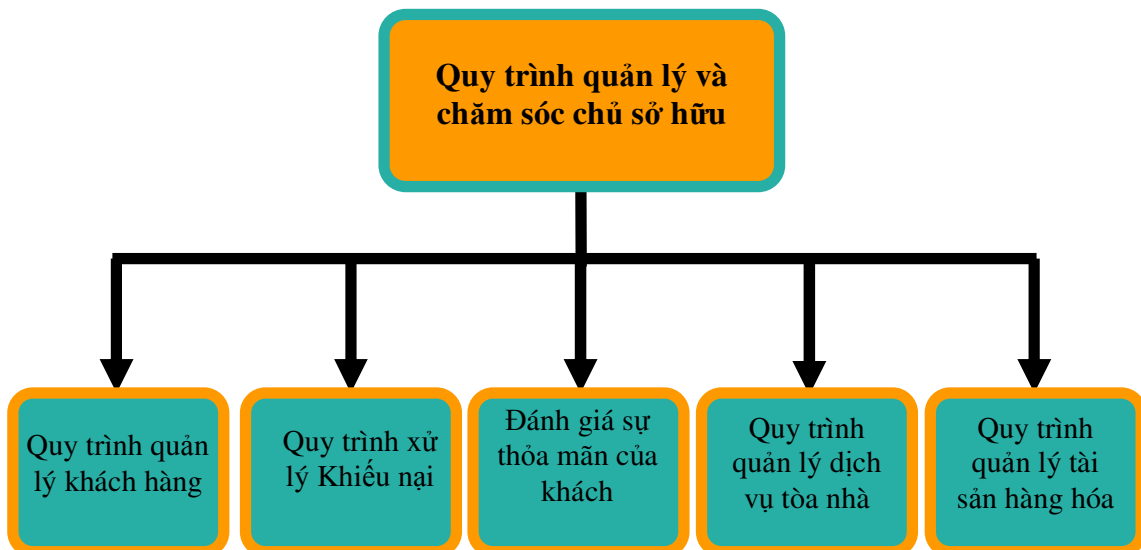 Quy trình quản lý và
chăm sóc chủ sở hữu
Quy trình quản
lý khách hàng
Quy trình xử
lý Khiếu nại
Đánh giá sự
thỏa mãn của
khách
Quy trình
quản lý dịch
vụ tòa nhà
Quy trình
quản lý tài
sản hàng hóa